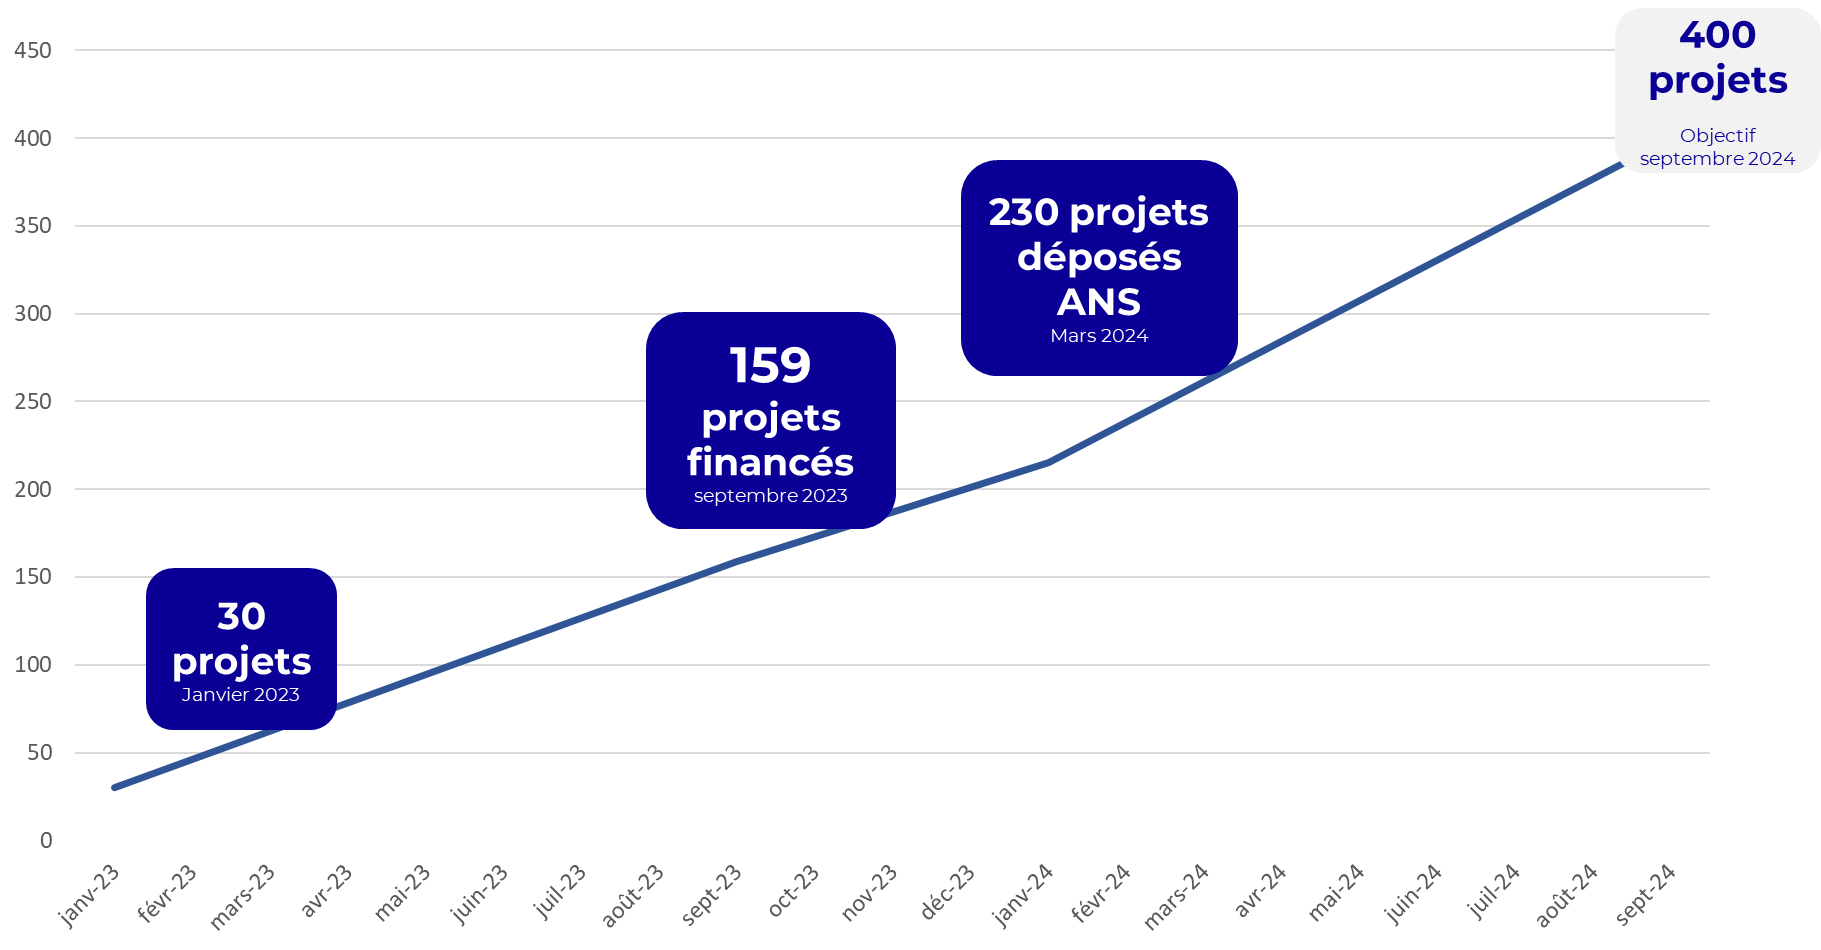 450
400
350
300
250
200
150
100
50
0
30
projets
Janvier 2023
159
projets
financés
septembre 2023
230 projets
déposés
ANS
Mars 2024
400
projets
Objectif
septembre 2024
janv-23
févr-23
mars-23
avr-23
mai-23
juin-23
juil-23
août-23
sept-23
oct-23
nov-23
déc-23
janv-24
févr-24
mars-24
avr-24
mai-24
juin-24
juil-24
août-24
sept-24